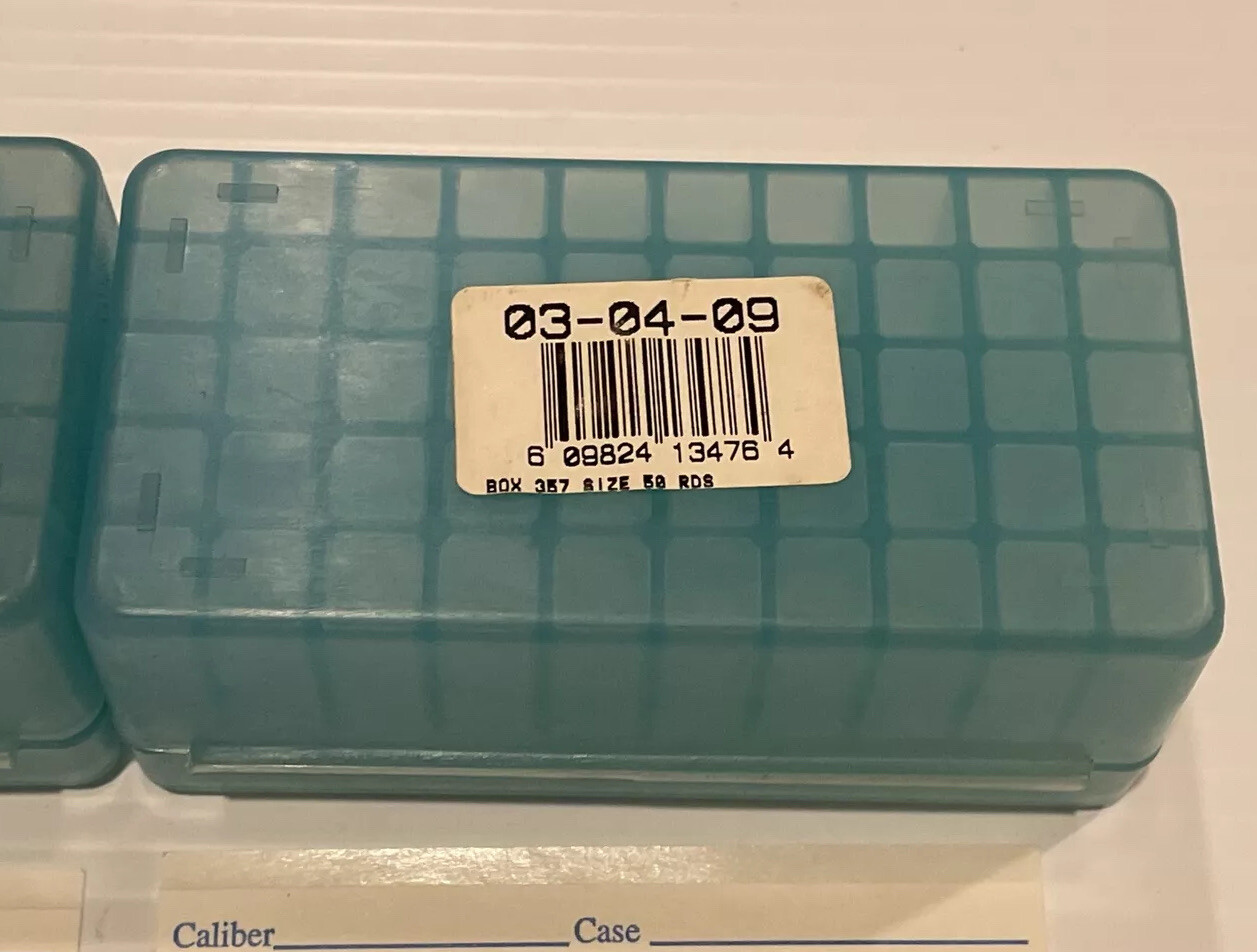 03-04-09
6 09824 13476 4
BOX 357 SIZE 50 RDS
Caliber Case